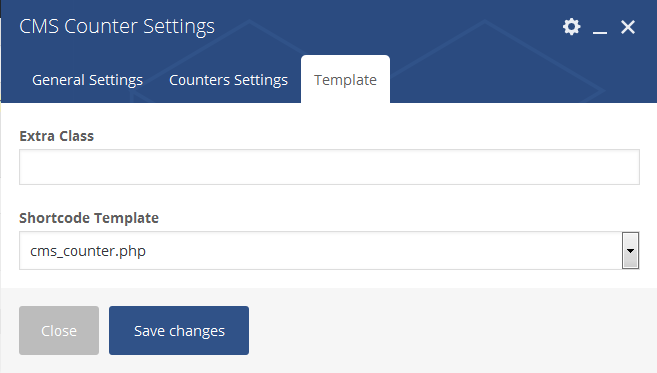 CMS Counter Settings
General Settings Counters Settings Template
Extra Class
Shortcode Template
cms_counter.php
Close Save changes